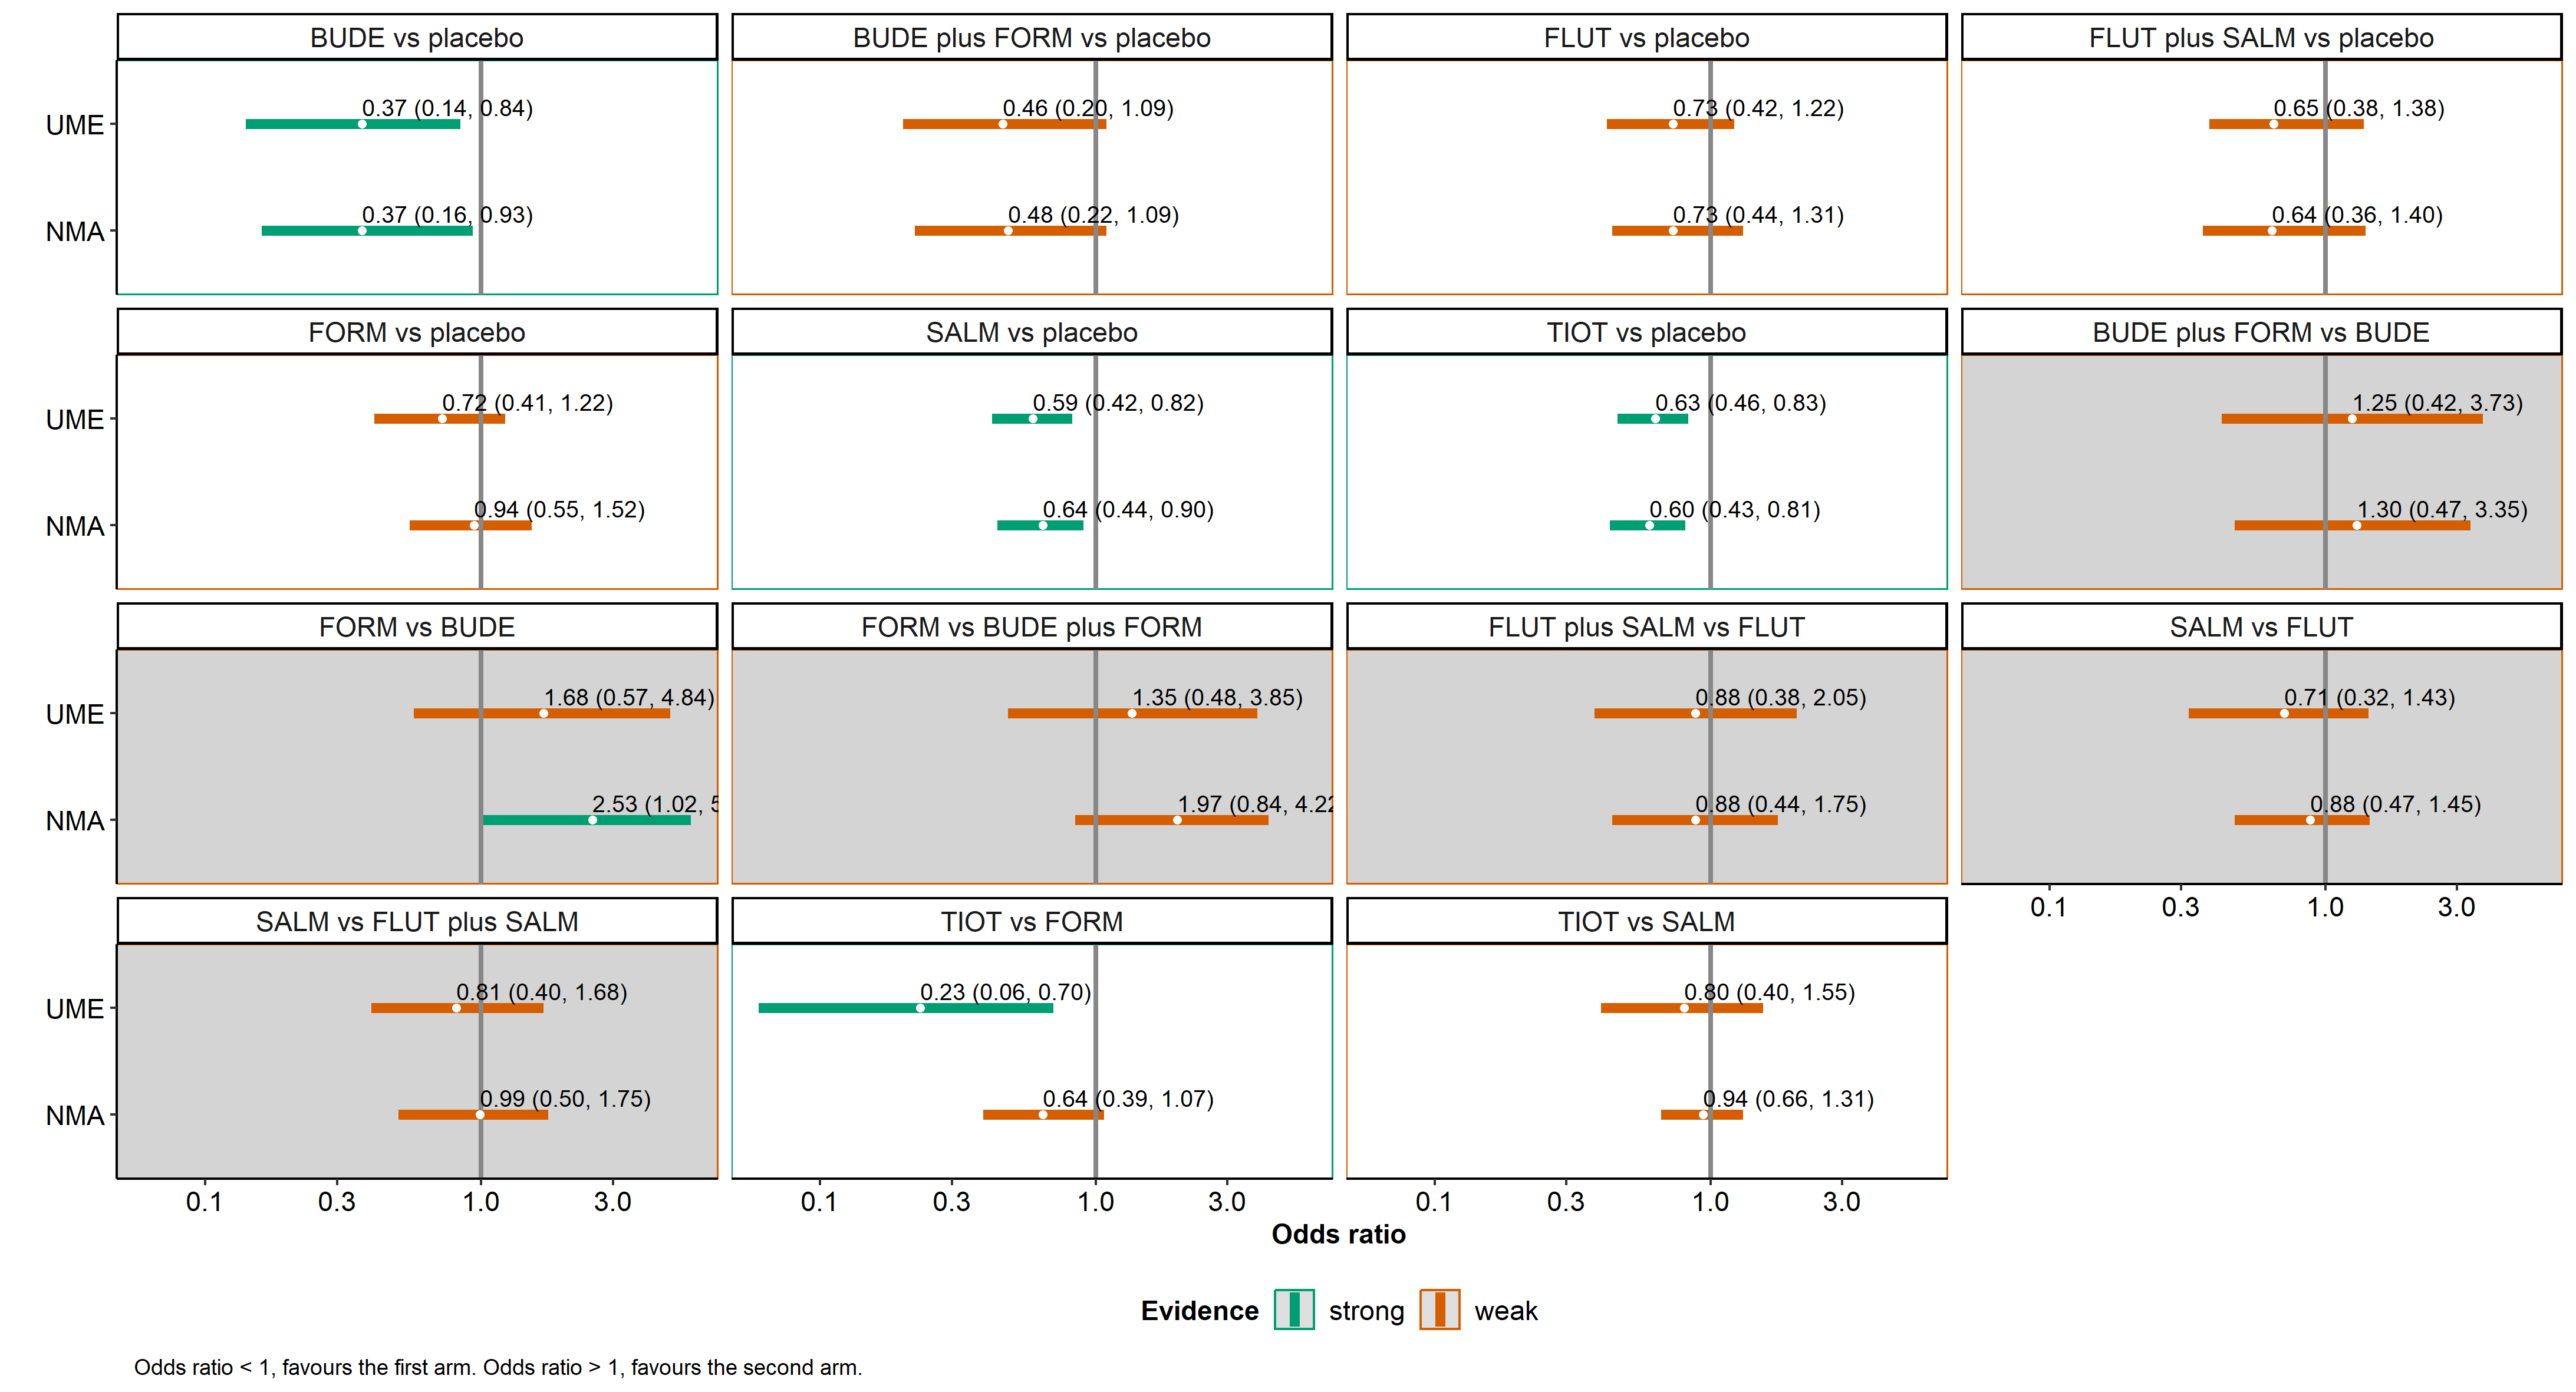 BUDE vs placebo
BUDE plus FORM vs placebo
FLUT vs placebo
FLUT plus SALM vs placebo
UME
0.37 (0.14, 0.84)
0.46 (0.20, 1.09)
0.73 (0.42, 1.22)
0.65 (0.38, 1.38)
NMA
0.37 (0.16, 0.93)
0.48 (0.22, 1.09)
0.73 (0.44, 1.31)
0.64 (0.36, 1.40)
FORM vs placebo
SALM vs placebo
TIOT vs placebo
BUDE plus FORM vs BUDE
UME
0.72 (0.41, 1.22)
0.59 (0.42, 0.82)
0.63 (0.46, 0.83)
1.25 (0.42, 3.73)
NMA
0.94 (0.55, 1.52)
0.64 (0.44, 0.90)
0.60 (0.43, 0.81)
1.30 (0.47, 3.35)
FORM vs BUDE
FORM vs BUDE plus FORM
FLUT plus SALM vs FLUT
SALM vs FLUT
UME
1.68 (0.57, 4.84)
1.35 (0.48, 3.85)
0.88 (0.38, 2.05)
0.71 (0.32, 1.43)
NMA
2.53 (1.02, 5
1.97 (0.84, 4.22
0.88 (0.44, 1.75)
0.88 (0.47, 1.45)
0.1 0.3 1.0 3.0
SALM vs FLUT plus SALM
TIOT vs FORM
TIOT vs SALM
UME
0.81 (0.40, 1.68)
0.23 (0.06, 0.70)
0.80 (0.40, 1.55)
NMA
0.99 (0.50, 1.75)
0.64 (0.39, 1.07)
0.94 (0.66, 1.31)
0.1 0.3 1.0 3.0
0.1 0.3 1.0 3.0
0.1 0.3 1.0 3.0
Odds ratio
Evidence strong weak
Odds ratio < 1, favours the first arm. Odds ratio > 1, favours the second arm.